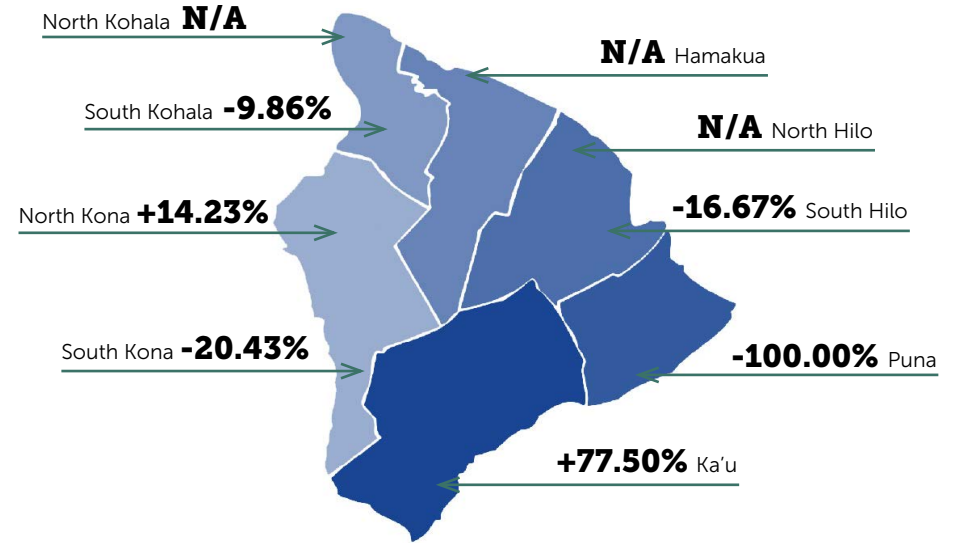 North Kohala N/A
N/A Hamakua
South Kohala -9.86%
N/A North Hilo
North Kona +14.23%
-16.67% South Hilo
South Kona -20.43%
-100.00% Puna
+77.50% Ka'u